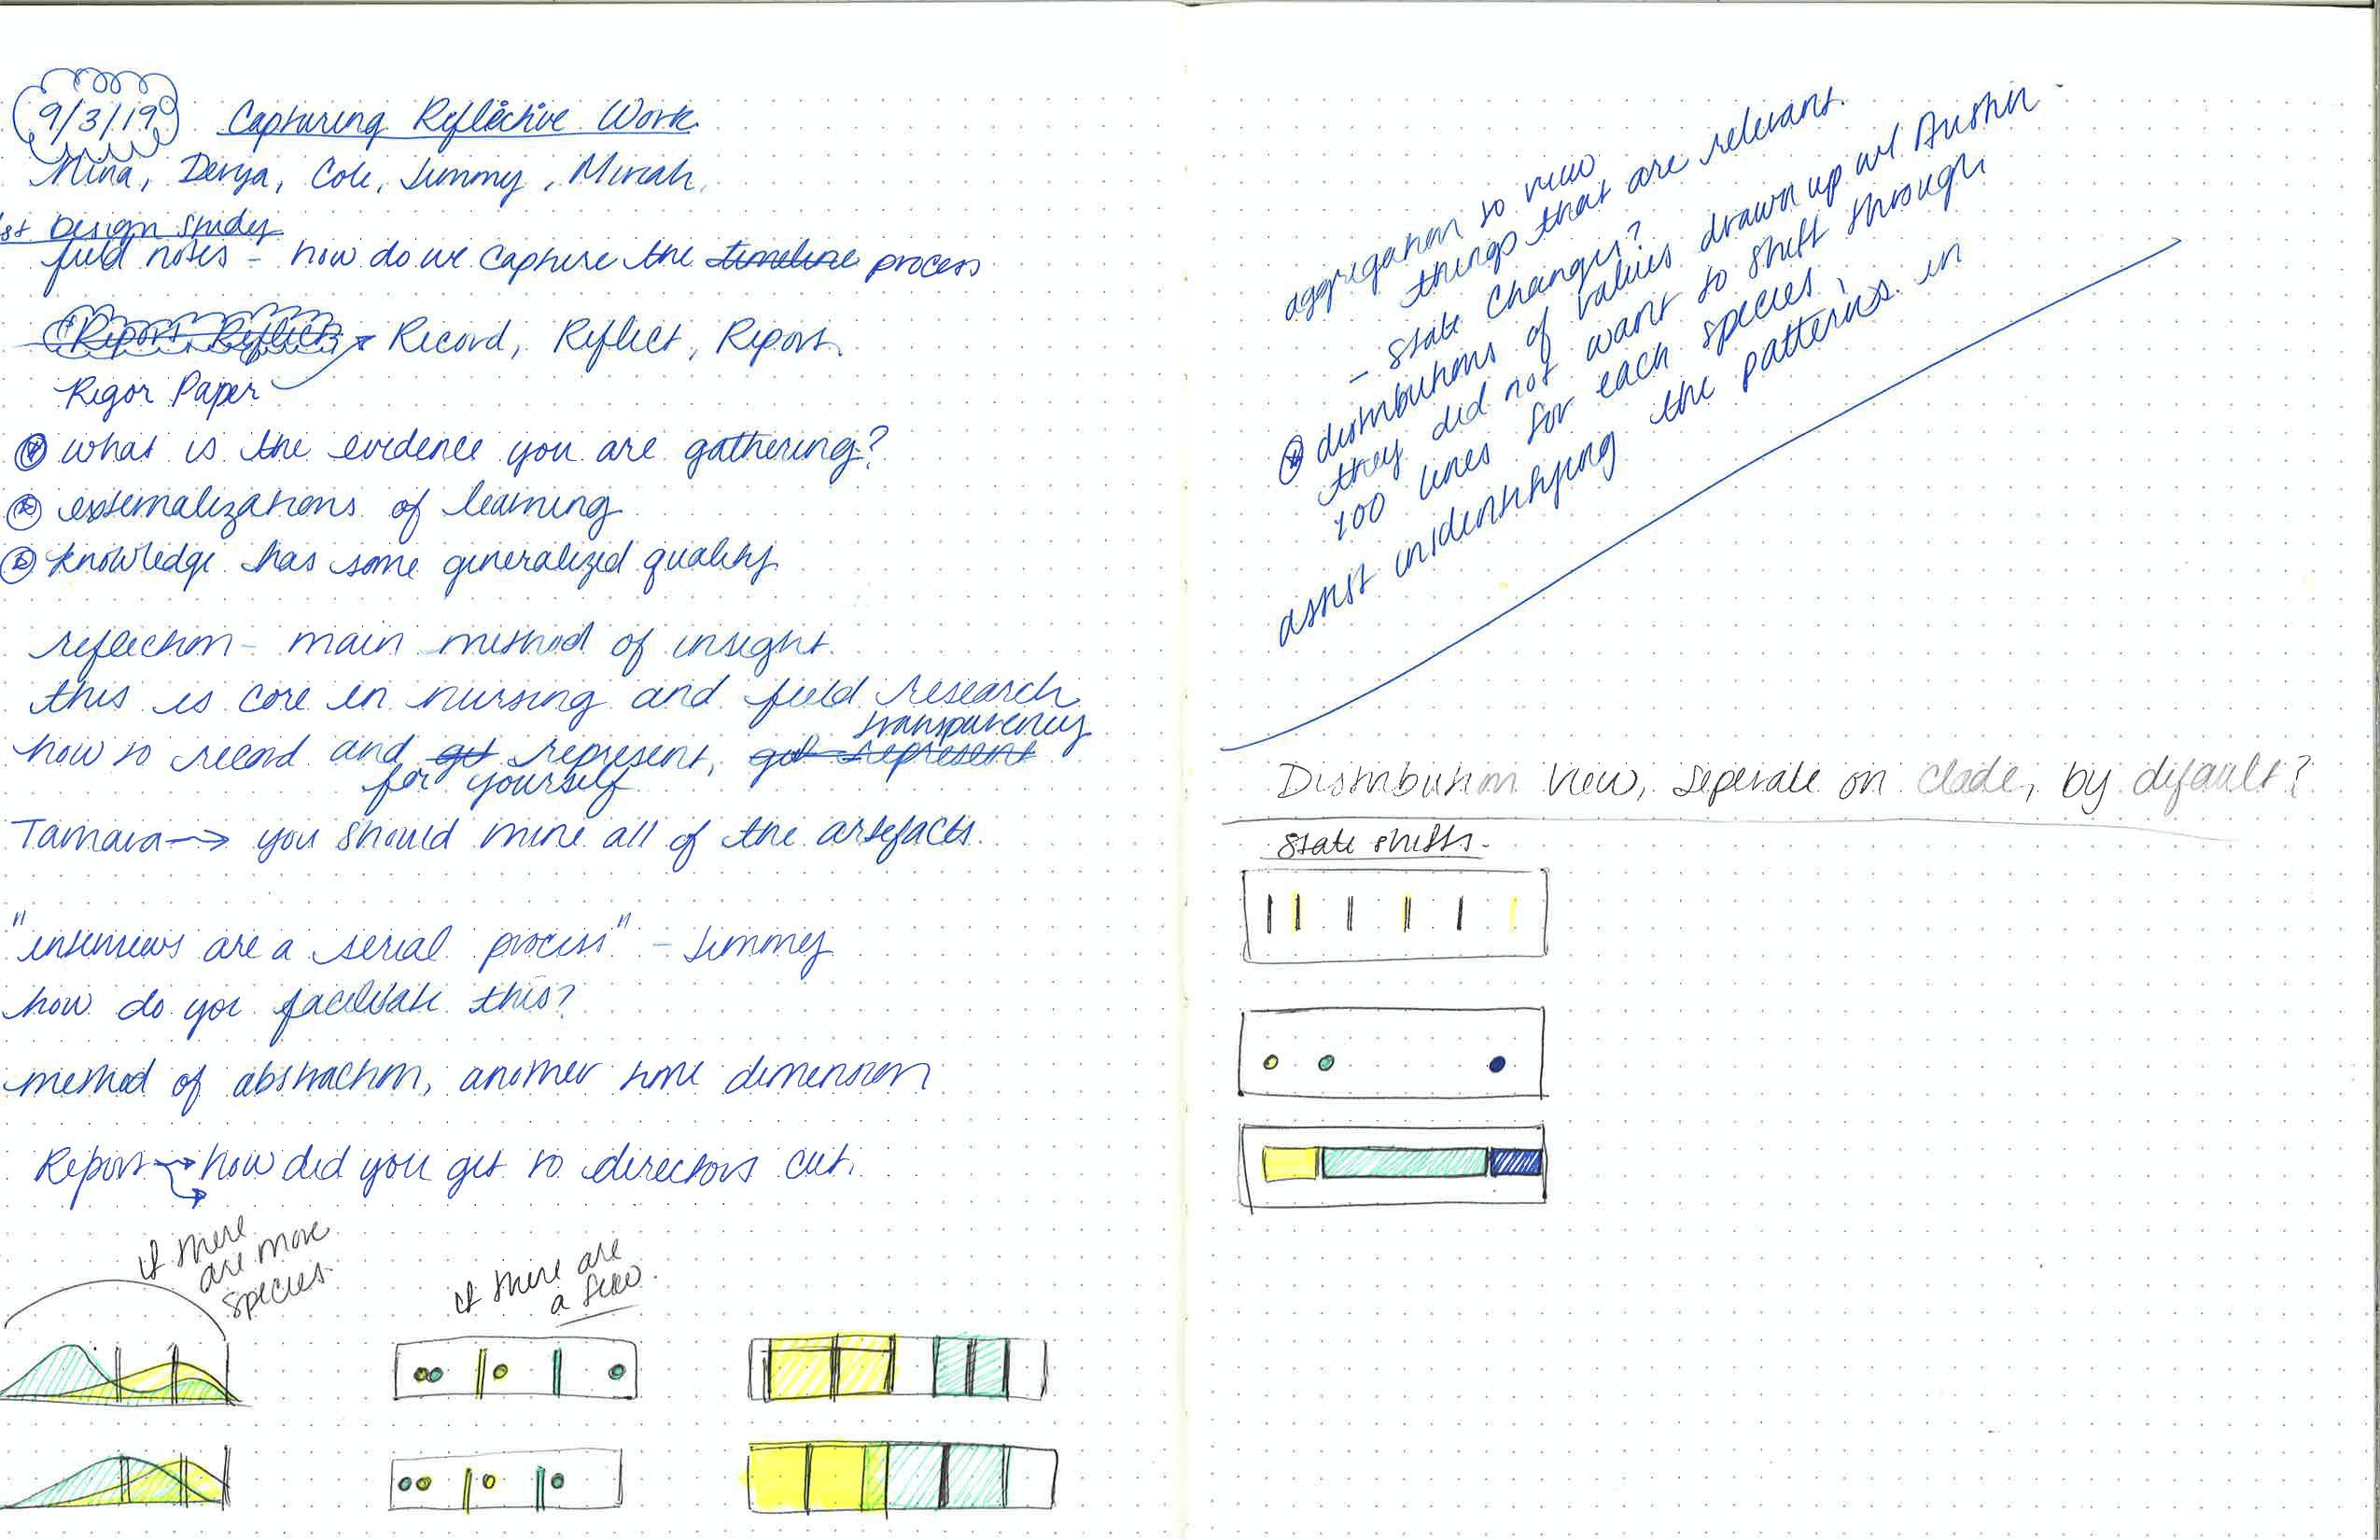 9/3/19 Capturing Reflective Work
Mina, Derya, Cole, Jimmy, Miriah,
st Design Study
field notes - how do we capture the timeline process
Report, Reflect, Record, Reflect, Report.
Rigor Paper
what is the evidence you are gathering?
externalizations of learning
knowledge has some generalized quality
reflection - main method of insight.
this is core in nursing and field research
transparency
how to record and get represent, get represent
for yourself
Tamara → you should mine all of the artefacts.
"interviews are a serial process" - Jimmy
how do you facilitate this?
method of abstraction, another time dimension
Report → how did you get to directors cut.
if there
are more
species.
if there are
a few.
aggregation to view
things that are relevant.
- state changes?
distributions of values drawn up w/ Austin -
they did not want to shift through
100 lines for each species,
assist in identifying the patterns in
Distribution view, seperate on clade, by default?
state shifts.